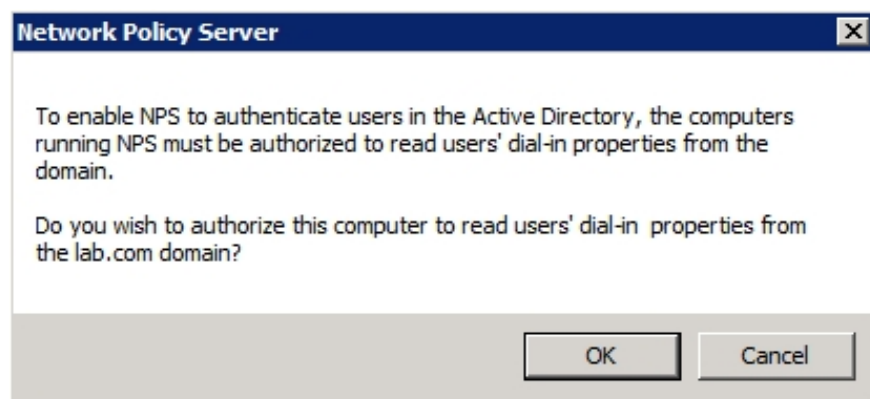 Network Policy Server
To enable NPS to authenticate users in the Active Directory, the computers
running NPS must be authorized to read users' dial-in properties from the
domain.
Do you wish to authorize this computer to read users' dial-in  properties from
the lab.com domain?
OK Cancel